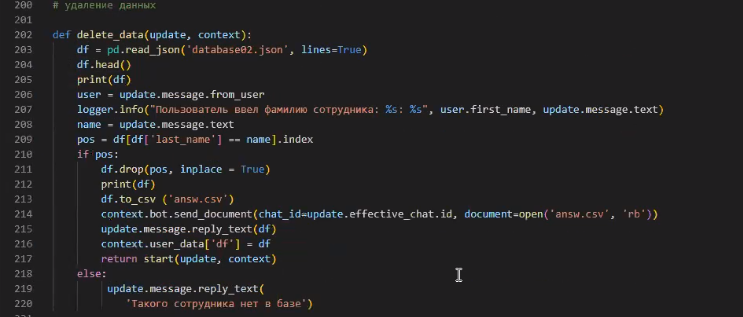 200 # удаление данных
201
202 def delete_data(update, context):
203     df = pd.read_json('database02.json', lines=True)
204     df.head()
205     print(df)
206     user = update.message.from_user
207     logger.info("Пользователь ввел фамилию сотрудника: %s: %s", user.first_name, update.message.text)
208     name = update.message.text
209     pos = df[df['last_name'] == name].index
210     if pos:
211         df.drop(pos, inplace = True)
212         print(df)
213         df.to_csv ('answ.csv')
214         context.bot.send_document(chat_id=update.effective_chat.id, document=open('answ.csv', 'rb'))
215         update.message.reply_text(df)
216         context.user_data['df'] = df
217         return start(update, context)
218     else:
219          update.message.reply_text(
220             'Такого сотрудника нет в базе')